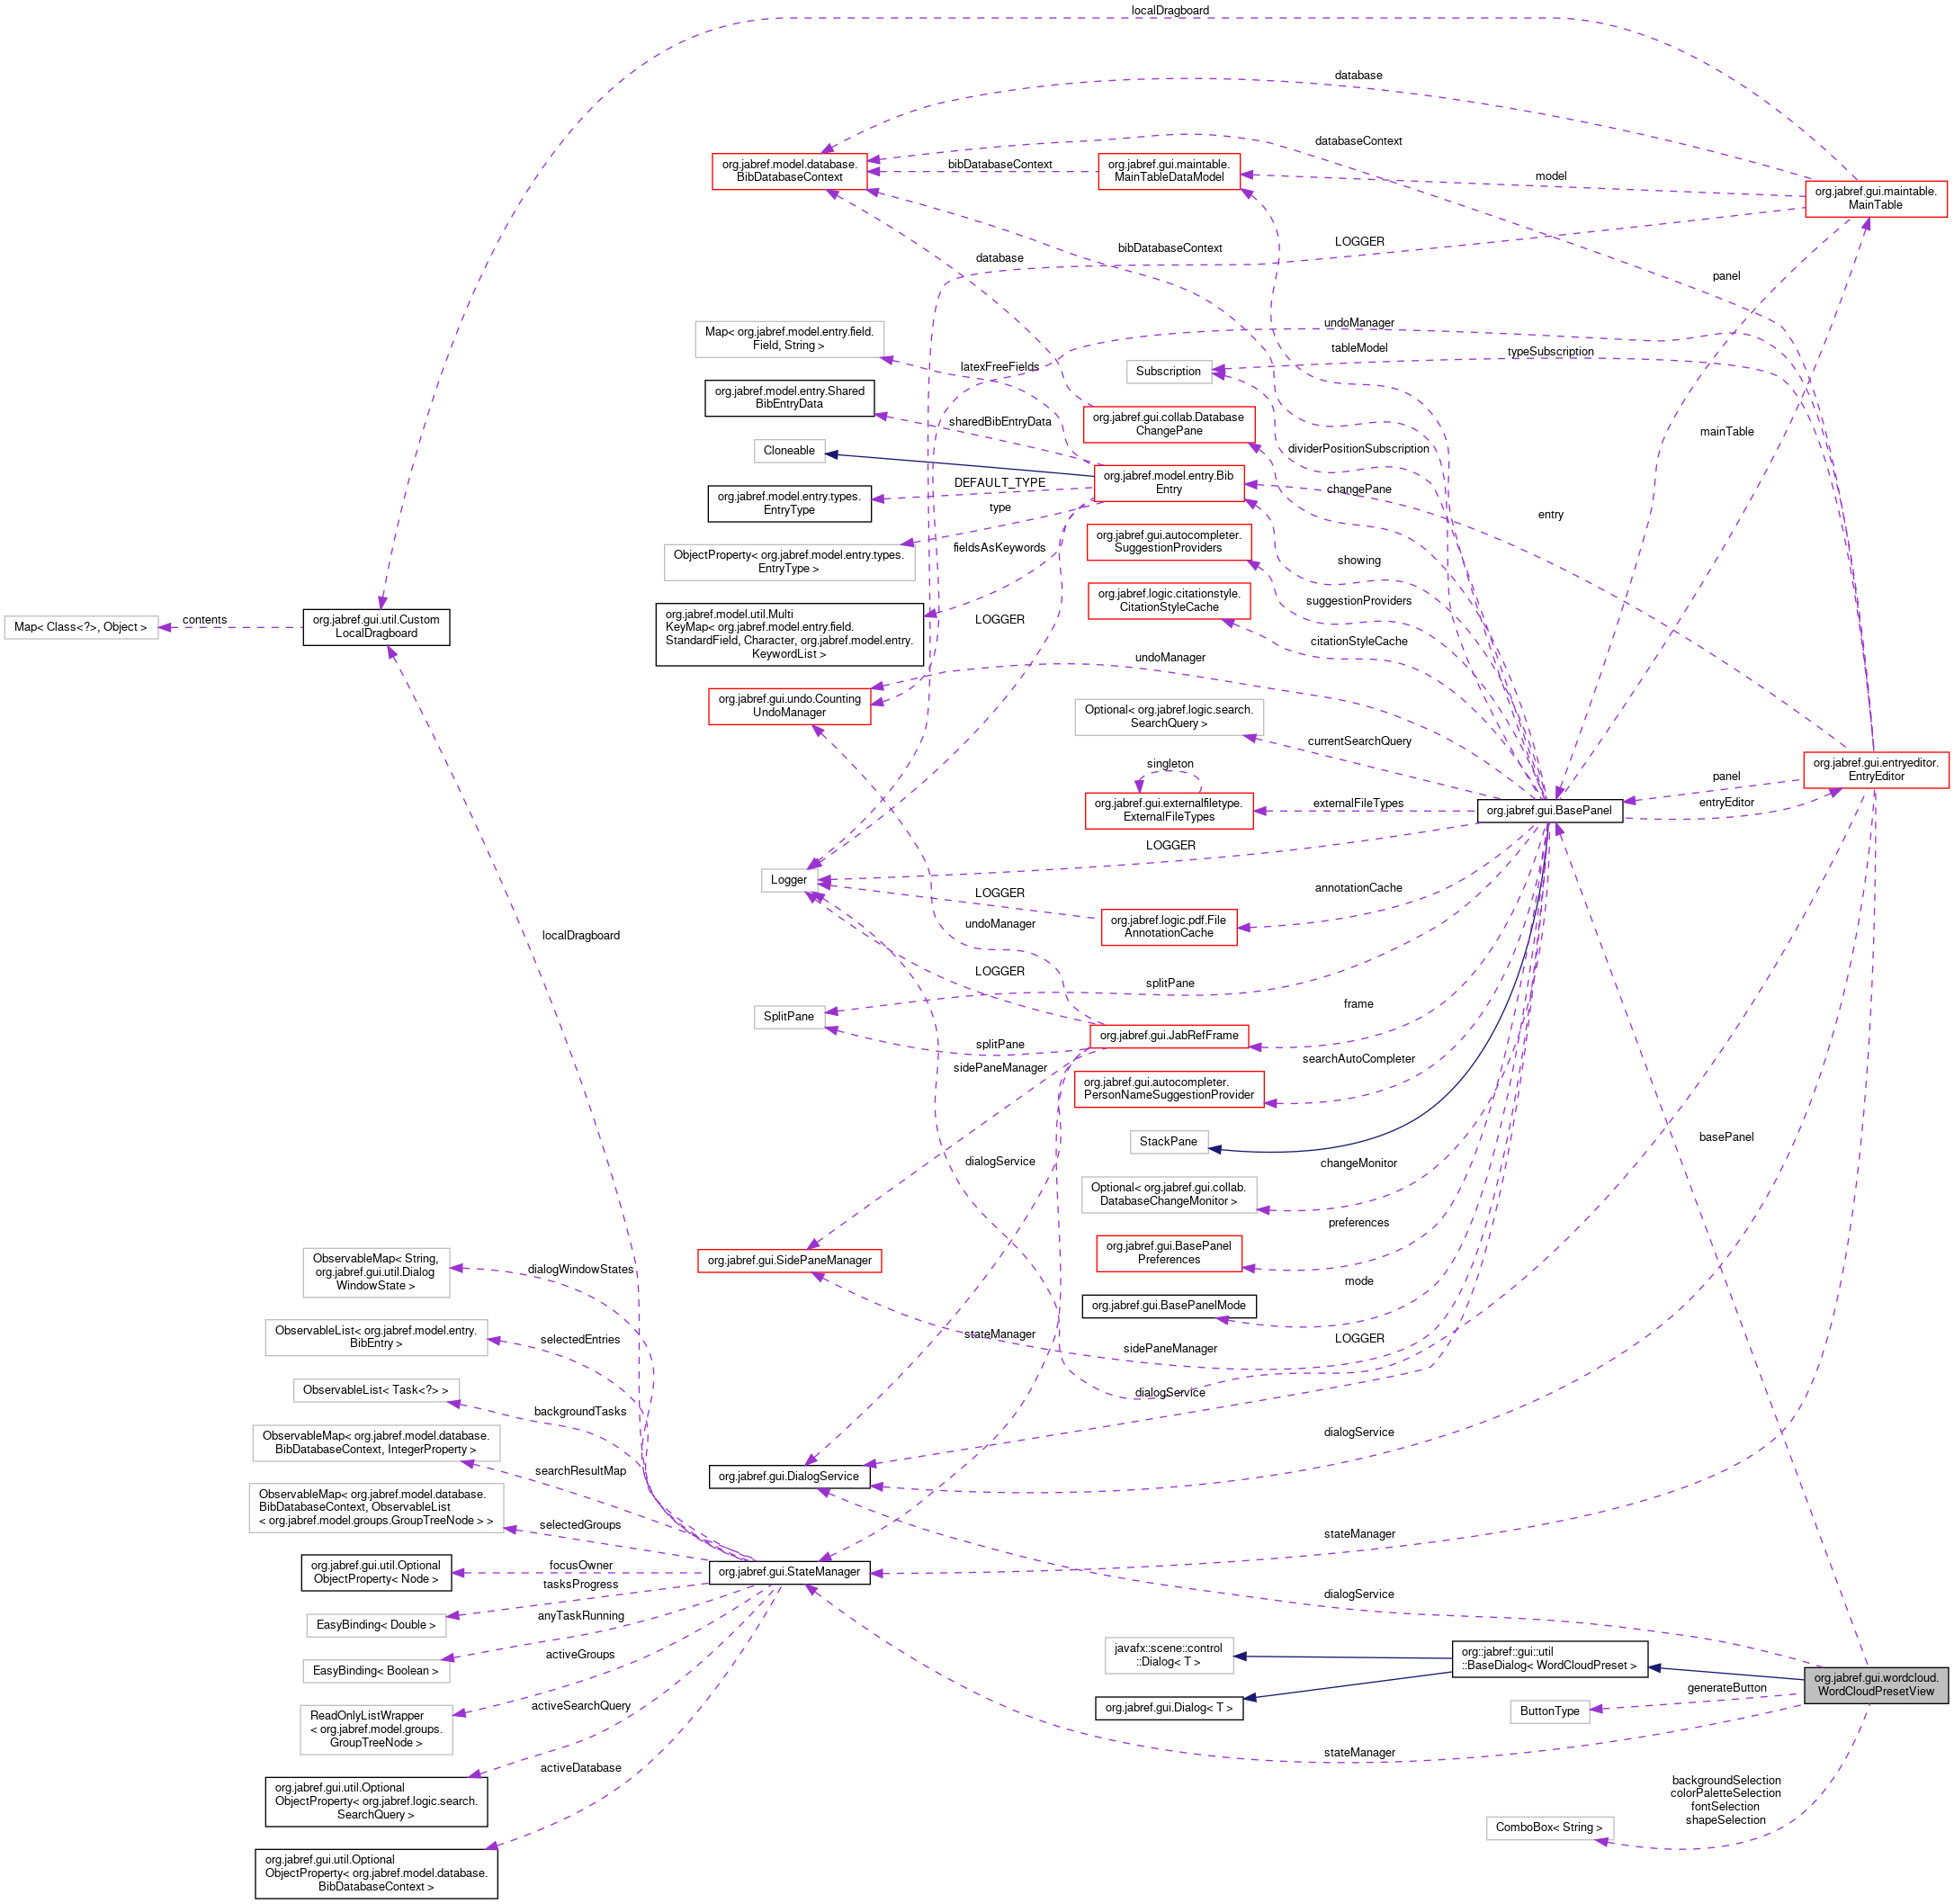 localDragboard
database
databaseContext
org.jabref.model.database.
BibDatabaseContext
bibDatabaseContext
org.jabref.gui.maintable.
MainTableDataModel
model
org.jabref.gui.maintable.
MainTable
LOGGER
bibDatabaseContext
database
panel
Map< org.jabref.model.entry.field.
Field, String >
undoManager
tableModel
typeSubscription
latexFreeFields
Subscription
org.jabref.model.entry.Shared
BibEntryData
sharedBibEntryData
org.jabref.gui.collab.Database
ChangePane
mainTable
Cloneable
dividerPositionSubscription
org.jabref.model.entry.Bib
Entry
DEFAULT_TYPE
changePane
org.jabref.model.entry.types.
EntryType
type
entry
org.jabref.gui.autocompleter.
SuggestionProviders
ObjectProperty< org.jabref.model.entry.types.
EntryType >
fieldsAsKeywords
showing
org.jabref.logic.citationstyle.
CitationStyleCache
suggestionProviders
Map< Class<?>, Object >
contents
org.jabref.gui.util.Custom
LocalDragboard
org.jabref.model.util.Multi
KeyMap< org.jabref.model.entry.field.
StandardField, Character, org.jabref.model.entry.
KeywordList >
LOGGER
citationStyleCache
undoManager
org.jabref.gui.undo.Counting
UndoManager
Optional< org.jabref.logic.search.
SearchQuery >
currentSearchQuery
singleton
org.jabref.gui.externalfiletype.
ExternalFileTypes
externalFileTypes
org.jabref.gui.BasePanel
panel
entryEditor
org.jabref.gui.entryeditor.
EntryEditor
LOGGER
Logger
LOGGER
annotationCache
org.jabref.logic.pdf.File
AnnotationCache
undoManager
localDragboard
LOGGER
splitPane
frame
SplitPane
splitPane
org.jabref.gui.JabRefFrame
sidePaneManager
searchAutoCompleter
org.jabref.gui.autocompleter.
PersonNameSuggestionProvider
StackPane
basePanel
dialogService
changeMonitor
Optional< org.jabref.gui.collab.
DatabaseChangeMonitor >
preferences
org.jabref.gui.SidePaneManager
org.jabref.gui.BasePanel
Preferences
ObservableMap< String,
org.jabref.gui.util.Dialog
WindowState >
dialogWindowStates
mode
org.jabref.gui.BasePanelMode
ObservableList< org.jabref.model.entry.
BibEntry >
selectedEntries
stateManager
sidePaneManager
LOGGER
ObservableList< Task<?> >
backgroundTasks
dialogService
ObservableMap< org.jabref.model.database.
BibDatabaseContext, IntegerProperty >
dialogService
searchResultMap
org.jabref.gui.DialogService
ObservableMap< org.jabref.model.database.
BibDatabaseContext, ObservableList
< org.jabref.model.groups.GroupTreeNode > >
selectedGroups
stateManager
org.jabref.gui.util.Optional
ObjectProperty< Node >
focusOwner
org.jabref.gui.StateManager
tasksProgress
dialogService
EasyBinding< Double >
anyTaskRunning
activeGroups
EasyBinding< Boolean >
javafx::scene::control
::Dialog< T >
org::jabref::gui::util
::BaseDialog< WordCloudPreset >
org.jabref.gui.wordcloud.
WordCloudPresetView
generateButton
org.jabref.gui.Dialog< T >
ButtonType
activeSearchQuery
ReadOnlyListWrapper
< org.jabref.model.groups.
GroupTreeNode >
stateManager
activeDatabase
org.jabref.gui.util.Optional
ObjectProperty< org.jabref.logic.search.
SearchQuery >
backgroundSelection
colorPaletteSelection
fontSelection
shapeSelection
ComboBox< String >
org.jabref.gui.util.Optional
ObjectProperty< org.jabref.model.database.
BibDatabaseContext >